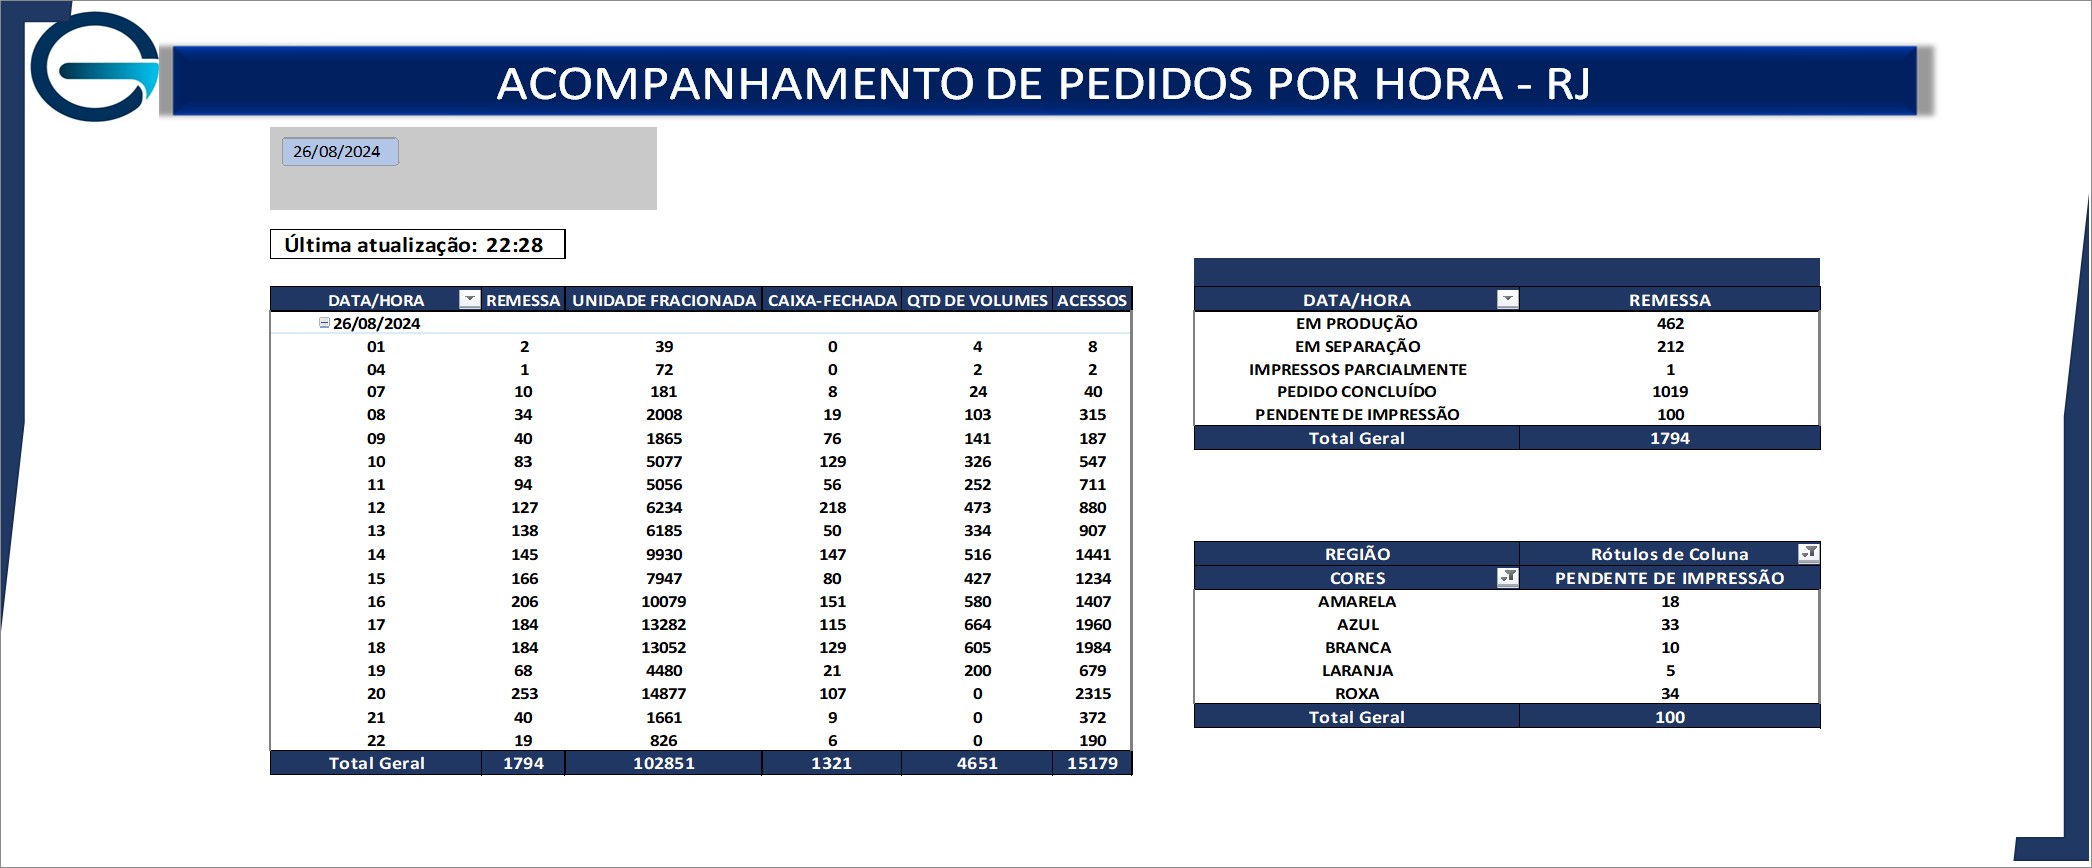 ACOMPANHAMENTO DE PEDIDOS POR HORA - RJ
26/08/2024
Última atualização: 22:28
DATA/HORA REMESSA UNIDADE FRACIONADA CAIXA-FECHADA QTD DE VOLUMES ACESSOS
26/08/2024
01 2 39 0 4 8
04 1 72 0 2 2
07 10 181 8 24 40
08 34 2008 19 103 315
09 40 1865 76 141 187
10 83 5077 129 326 547
11 94 5056 56 252 711
12 127 6234 218 473 880
13 138 6185 50 334 907
14 145 9930 147 516 1441
15 166 7947 80 427 1234
16 206 10079 151 580 1407
17 184 13282 115 664 1960
18 184 13052 129 605 1984
19 68 4480 21 200 679
20 253 14877 107 0 2315
21 40 1661 9 0 372
22 19 826 6 0 190
Total Geral 1794 102851 1321 4651 15179
DATA/HORA REMESSA
EM PRODUÇÃO 462
EM SEPARAÇÃO 212
IMPRESSOS PARCIALMENTE 1
PEDIDO CONCLUÍDO 1019
PENDENTE DE IMPRESSÃO 100
Total Geral 1794
REGIÃO Rótulos de Coluna
CORES PENDENTE DE IMPRESSÃO
AMARELA 18
AZUL 33
BRANCA 10
LARANJA 5
ROXA 34
Total Geral 100